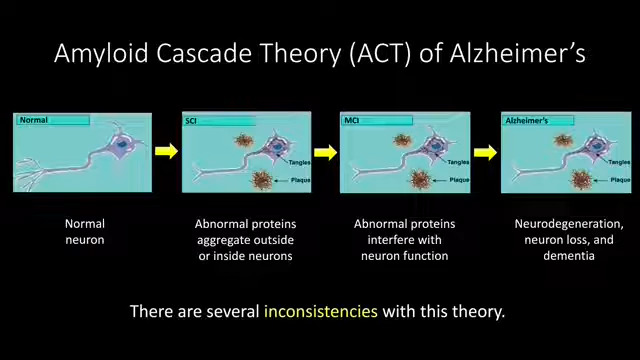 Amyloid Cascade Theory (ACT) of Alzheimer's
Normal
SCI
Tangles
Plaque
MCI
Tangles
Plaque
Alzheimer's
Tangles
Plaque
Normal
neuron
Abnormal proteins
aggregate outside
or inside neurons
Abnormal proteins
interfere with
neuron function
Neurodegeneration,
neuron loss, and
dementia
There are several inconsistencies with this theory.